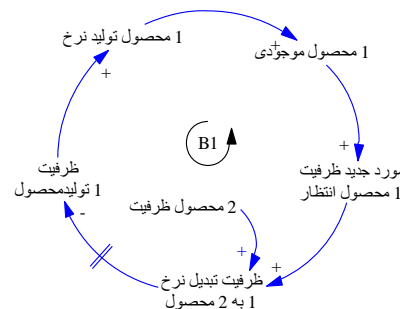 1 محصول تولید نرخ
+
1 محصول موجودی
+
B1
+
مورد جدید ظرفیت
1 محصول انتظار
ظرفیت
1 تولیدمحصول
-
2 محصول ظرفیت
+
+
ظرفیت تبدیل نرخ
1 به 2 محصول